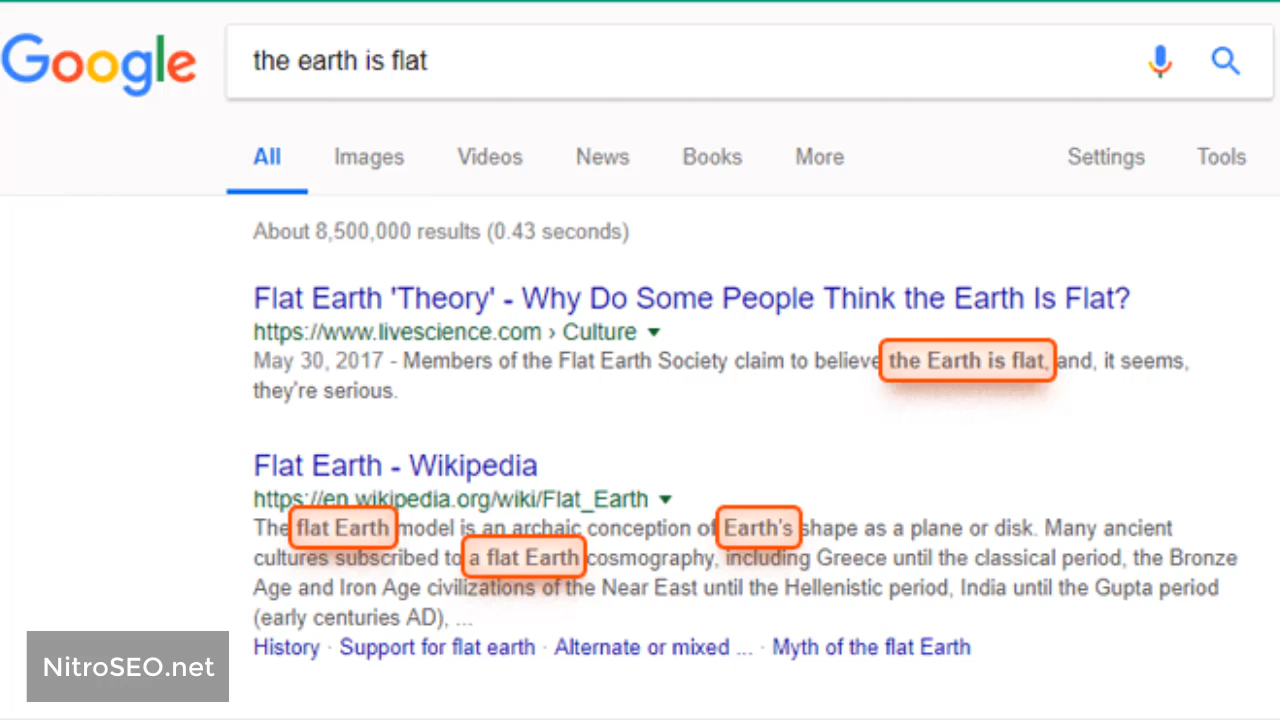 Google
the earth is flat
All Images Videos News Books More Settings Tools
About 8,500,000 results (0.43 seconds)
Flat Earth 'Theory' - Why Do Some People Think the Earth Is Flat?
https://www.livescience.com › Culture
May 30, 2017 - Members of the Flat Earth Society claim to believe the Earth is flat, and, it seems,
they're serious.
Flat Earth - Wikipedia
https://en.wikipedia.org/wiki/Flat_Earth
The flat Earth model is an archaic conception of Earth's shape as a plane or disk. Many ancient
cultures subscribed to a flat Earth cosmography, including Greece until the classical period, the Bronze
Age and Iron Age civilizations of the Near East until the Hellenistic period, India until the Gupta period
(early centuries AD), ...
History · Support for flat earth · Alternate or mixed ... · Myth of the flat Earth
NitroSEO.net